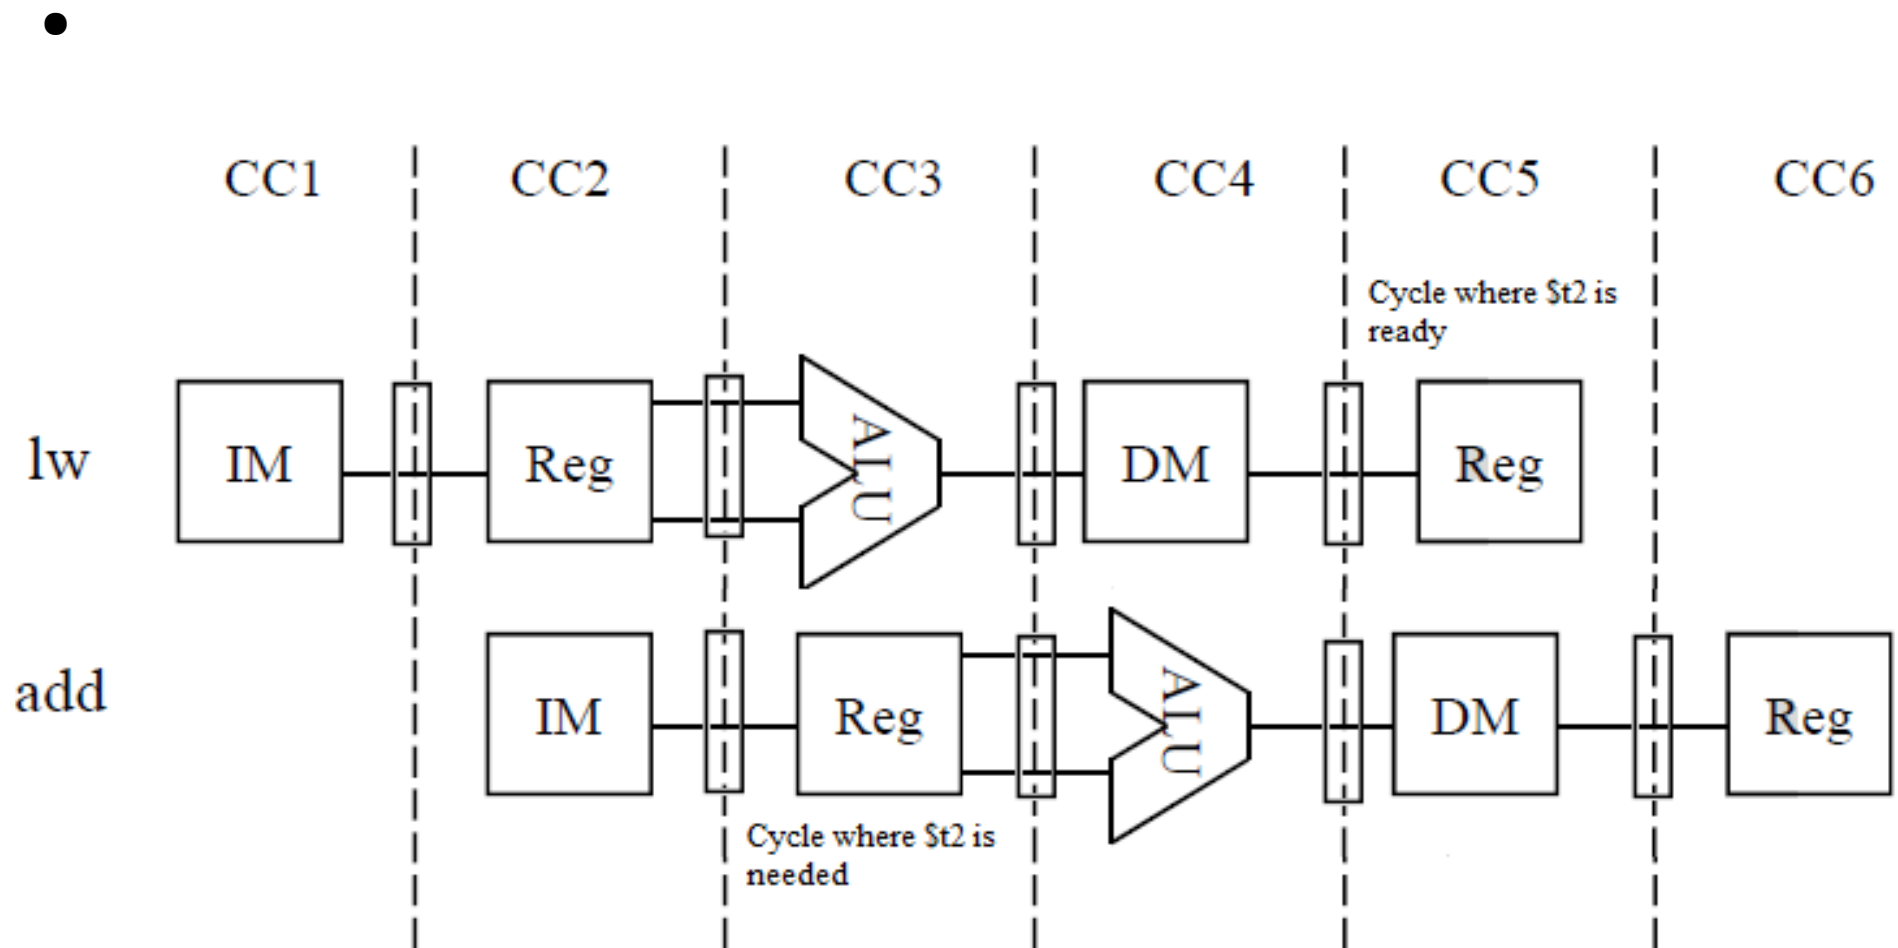 •
CC1 CC2 CC3 CC4 CC5 CC6
Cycle where $t2 is
ready
lw IM Reg ALU DM Reg
add IM Reg ALU DM Reg
Cycle where $t2 is
needed